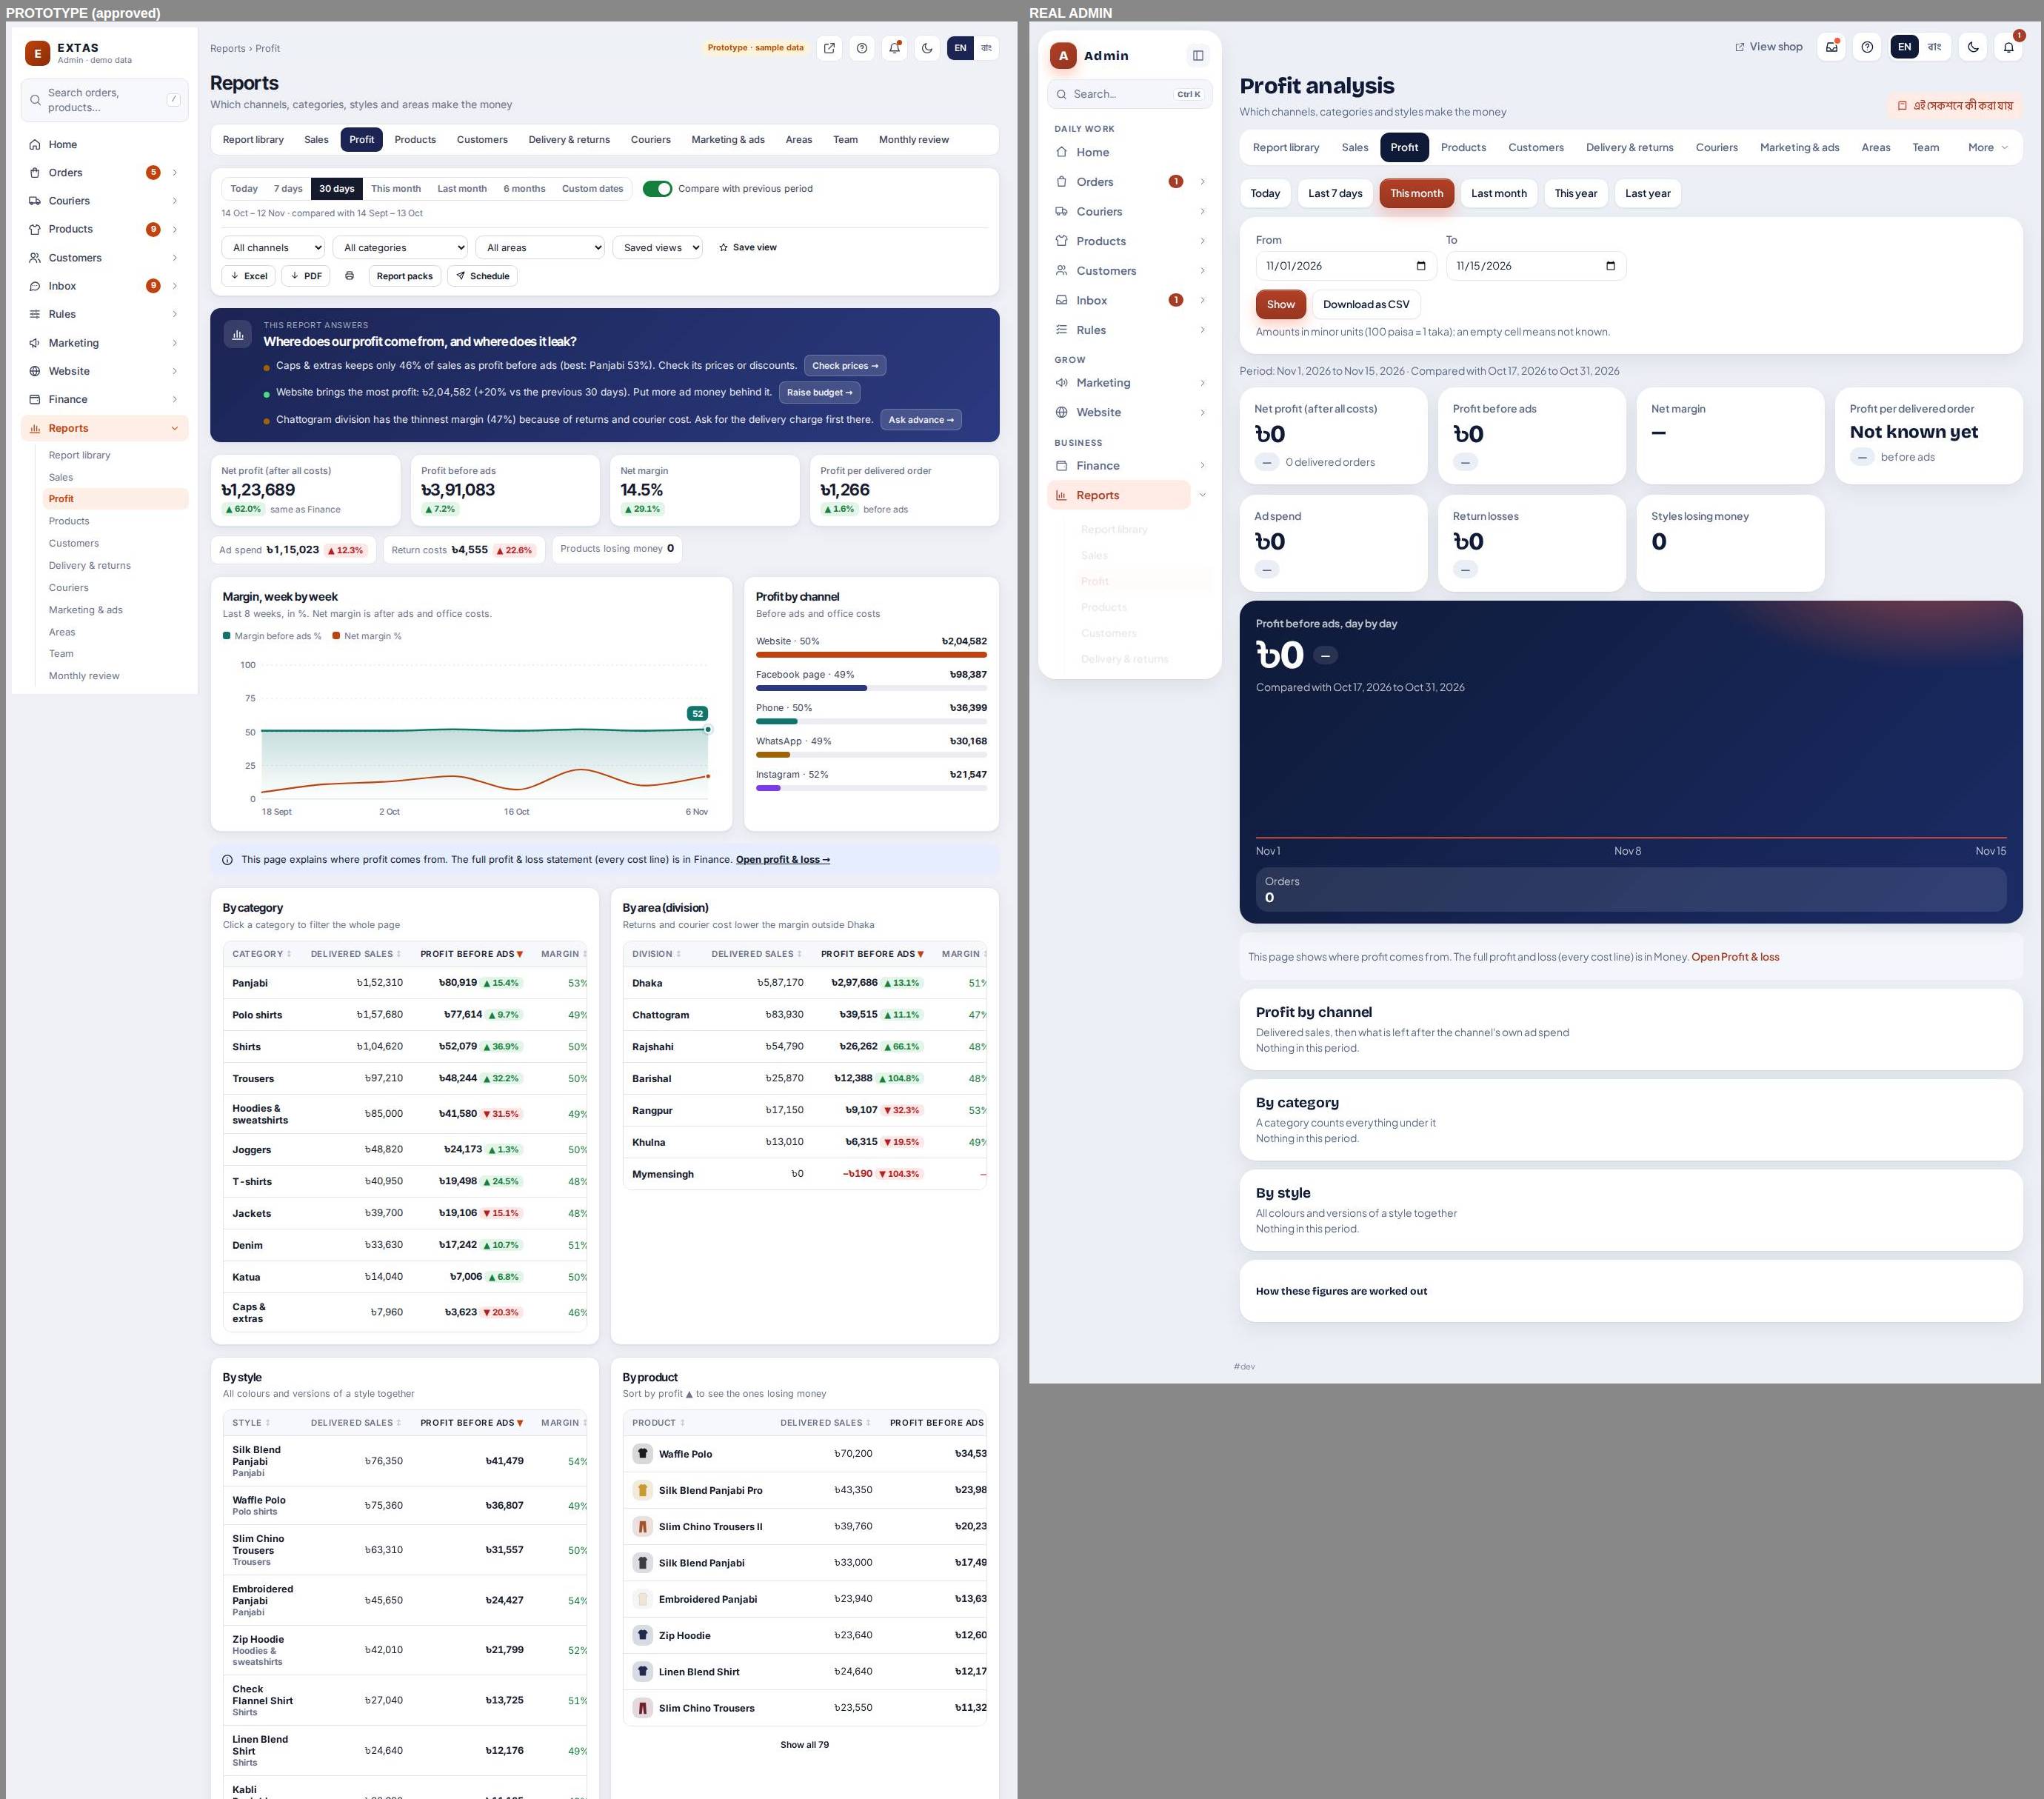 PROTOTYPE (approved)
E
EXTAS
Admin · demo data
Search orders, products...
/
Home
Orders 5
Couriers
Products 9
Customers
Inbox 9
Rules
Marketing
Website
Finance
Reports
Report library
Sales
Profit
Products
Customers
Delivery & returns
Couriers
Marketing & ads
Areas
Team
Monthly review
Reports › Profit
Prototype · sample data
EN বাং
Reports
Which channels, categories, styles and areas make the money
Report library Sales Profit Products Customers Delivery & returns Couriers Marketing & ads Areas Team Monthly review
Today 7 days 30 days This month Last month 6 months Custom dates Compare with previous period
14 Oct – 12 Nov · compared with 14 Sept – 13 Oct
All channels All categories All areas Saved views Save view
Excel PDF Report packs Schedule
THIS REPORT ANSWERS
Where does our profit come from, and where does it leak?
Caps & extras keeps only 46% of sales as profit before ads (best: Panjabi 53%). Check its prices or discounts. Check prices →
Website brings the most profit: ৳2,04,582 (+20% vs the previous 30 days). Put more ad money behind it. Raise budget →
Chattogram division has the thinnest margin (47%) because of returns and courier cost. Ask for the delivery charge first there. Ask advance →
Net profit (after all costs)
৳1,23,689
▲ 62.0% same as Finance
Profit before ads
৳3,91,083
▲ 7.2%
Net margin
14.5%
▲ 29.1%
Profit per delivered order
৳1,266
▲ 1.6% before ads
Ad spend ৳1,15,023 ▲ 12.3%
Return costs ৳4,555 ▲ 22.6%
Products losing money 0
Margin, week by week
Last 8 weeks, in %. Net margin is after ads and office costs.
Margin before ads % Net margin %
100
75
50
25
0
52
18 Sept 2 Oct 16 Oct 6 Nov
Profit by channel
Before ads and office costs
Website · 50% ৳2,04,582
Facebook page · 49% ৳98,387
Phone · 50% ৳36,399
WhatsApp · 49% ৳30,168
Instagram · 52% ৳21,547
This page explains where profit comes from. The full profit & loss statement (every cost line) is in Finance. Open profit & loss →
By category
Click a category to filter the whole page
CATEGORY DELIVERED SALES PROFIT BEFORE ADS ▼ MARGIN
Panjabi ৳1,52,310 ৳80,919 ▲ 15.4% 53%
Polo shirts ৳1,57,680 ৳77,614 ▲ 9.7% 49%
Shirts ৳1,04,620 ৳52,079 ▲ 36.9% 50%
Trousers ৳97,210 ৳48,244 ▲ 32.2% 50%
Hoodies & sweatshirts ৳85,000 ৳41,580 ▼ 31.5% 49%
Joggers ৳48,820 ৳24,173 ▲ 1.3% 50%
T-shirts ৳40,950 ৳19,498 ▲ 24.5% 48%
Jackets ৳39,700 ৳19,106 ▼ 15.1% 48%
Denim ৳33,630 ৳17,242 ▲ 10.7% 51%
Katua ৳14,040 ৳7,006 ▲ 6.8% 50%
Caps & extras ৳7,960 ৳3,623 ▼ 20.3% 46%
By area (division)
Returns and courier cost lower the margin outside Dhaka
DIVISION DELIVERED SALES PROFIT BEFORE ADS ▼ MARGIN
Dhaka ৳5,87,170 ৳2,97,686 ▲ 13.1% 51%
Chattogram ৳83,930 ৳39,515 ▲ 11.1% 47%
Rajshahi ৳54,790 ৳26,262 ▲ 66.1% 48%
Barishal ৳25,870 ৳12,388 ▲ 104.8% 48%
Rangpur ৳17,150 ৳9,107 ▼ 32.3% 53%
Khulna ৳13,010 ৳6,315 ▼ 19.5% 49%
Mymensingh ৳0 −৳190 ▼ 104.3% —
By style
All colours and versions of a style together
STYLE DELIVERED SALES PROFIT BEFORE ADS ▼ MARGIN
Silk Blend Panjabi Panjabi ৳76,350 ৳41,479 54%
Waffle Polo Polo shirts ৳75,360 ৳36,807 49%
Slim Chino Trousers Trousers ৳63,310 ৳31,557 50%
Embroidered Panjabi Panjabi ৳45,650 ৳24,427 54%
Zip Hoodie Hoodies & sweatshirts ৳42,010 ৳21,799 52%
Check Flannel Shirt Shirts ৳27,040 ৳13,725 51%
Linen Blend Shirt Shirts ৳24,640 ৳12,176 49%
Kabli
By product
Sort by profit ▲ to see the ones losing money
PRODUCT DELIVERED SALES PROFIT BEFORE ADS
Waffle Polo ৳70,200 ৳34,53
Silk Blend Panjabi Pro ৳43,350 ৳23,98
Slim Chino Trousers II ৳39,760 ৳20,23
Silk Blend Panjabi ৳33,000 ৳17,49
Embroidered Panjabi ৳23,940 ৳13,63
Zip Hoodie ৳23,640 ৳12,60
Linen Blend Shirt ৳24,640 ৳12,17
Slim Chino Trousers ৳23,550 ৳11,32
Show all 79
REAL ADMIN
A Admin
Search... Ctrl K
DAILY WORK
Home
Orders 1
Couriers
Products
Customers
Inbox 1
Rules
GROW
Marketing
Website
BUSINESS
Finance
Reports
Report library
Sales
Profit
Products
Customers
Delivery & returns
View shop EN বাং 1
Profit analysis
Which channels, categories and styles make the money
এই সেকশনে কী করা যায়
Report library Sales Profit Products Customers Delivery & returns Couriers Marketing & ads Areas Team More
Today Last 7 days This month Last month This year Last year
From To
11/01/2026 11/15/2026
Show Download as CSV
Amounts in minor units (100 paisa = 1 taka); an empty cell means not known.
Period: Nov 1, 2026 to Nov 15, 2026 · Compared with Oct 17, 2026 to Oct 31, 2026
Net profit (after all costs)
৳0
— 0 delivered orders
Profit before ads
৳0
—
Net margin
—
Profit per delivered order
Not known yet
— before ads
Ad spend
৳0
—
Return losses
৳0
—
Styles losing money
0
Profit before ads, day by day
৳0 —
Compared with Oct 17, 2026 to Oct 31, 2026
Nov 1 Nov 8 Nov 15
Orders
0
This page shows where profit comes from. The full profit and loss (every cost line) is in Money. Open Profit & loss
Profit by channel
Delivered sales, then what is left after the channel's own ad spend
Nothing in this period.
By category
A category counts everything under it
Nothing in this period.
By style
All colours and versions of a style together
Nothing in this period.
How these figures are worked out
#dev